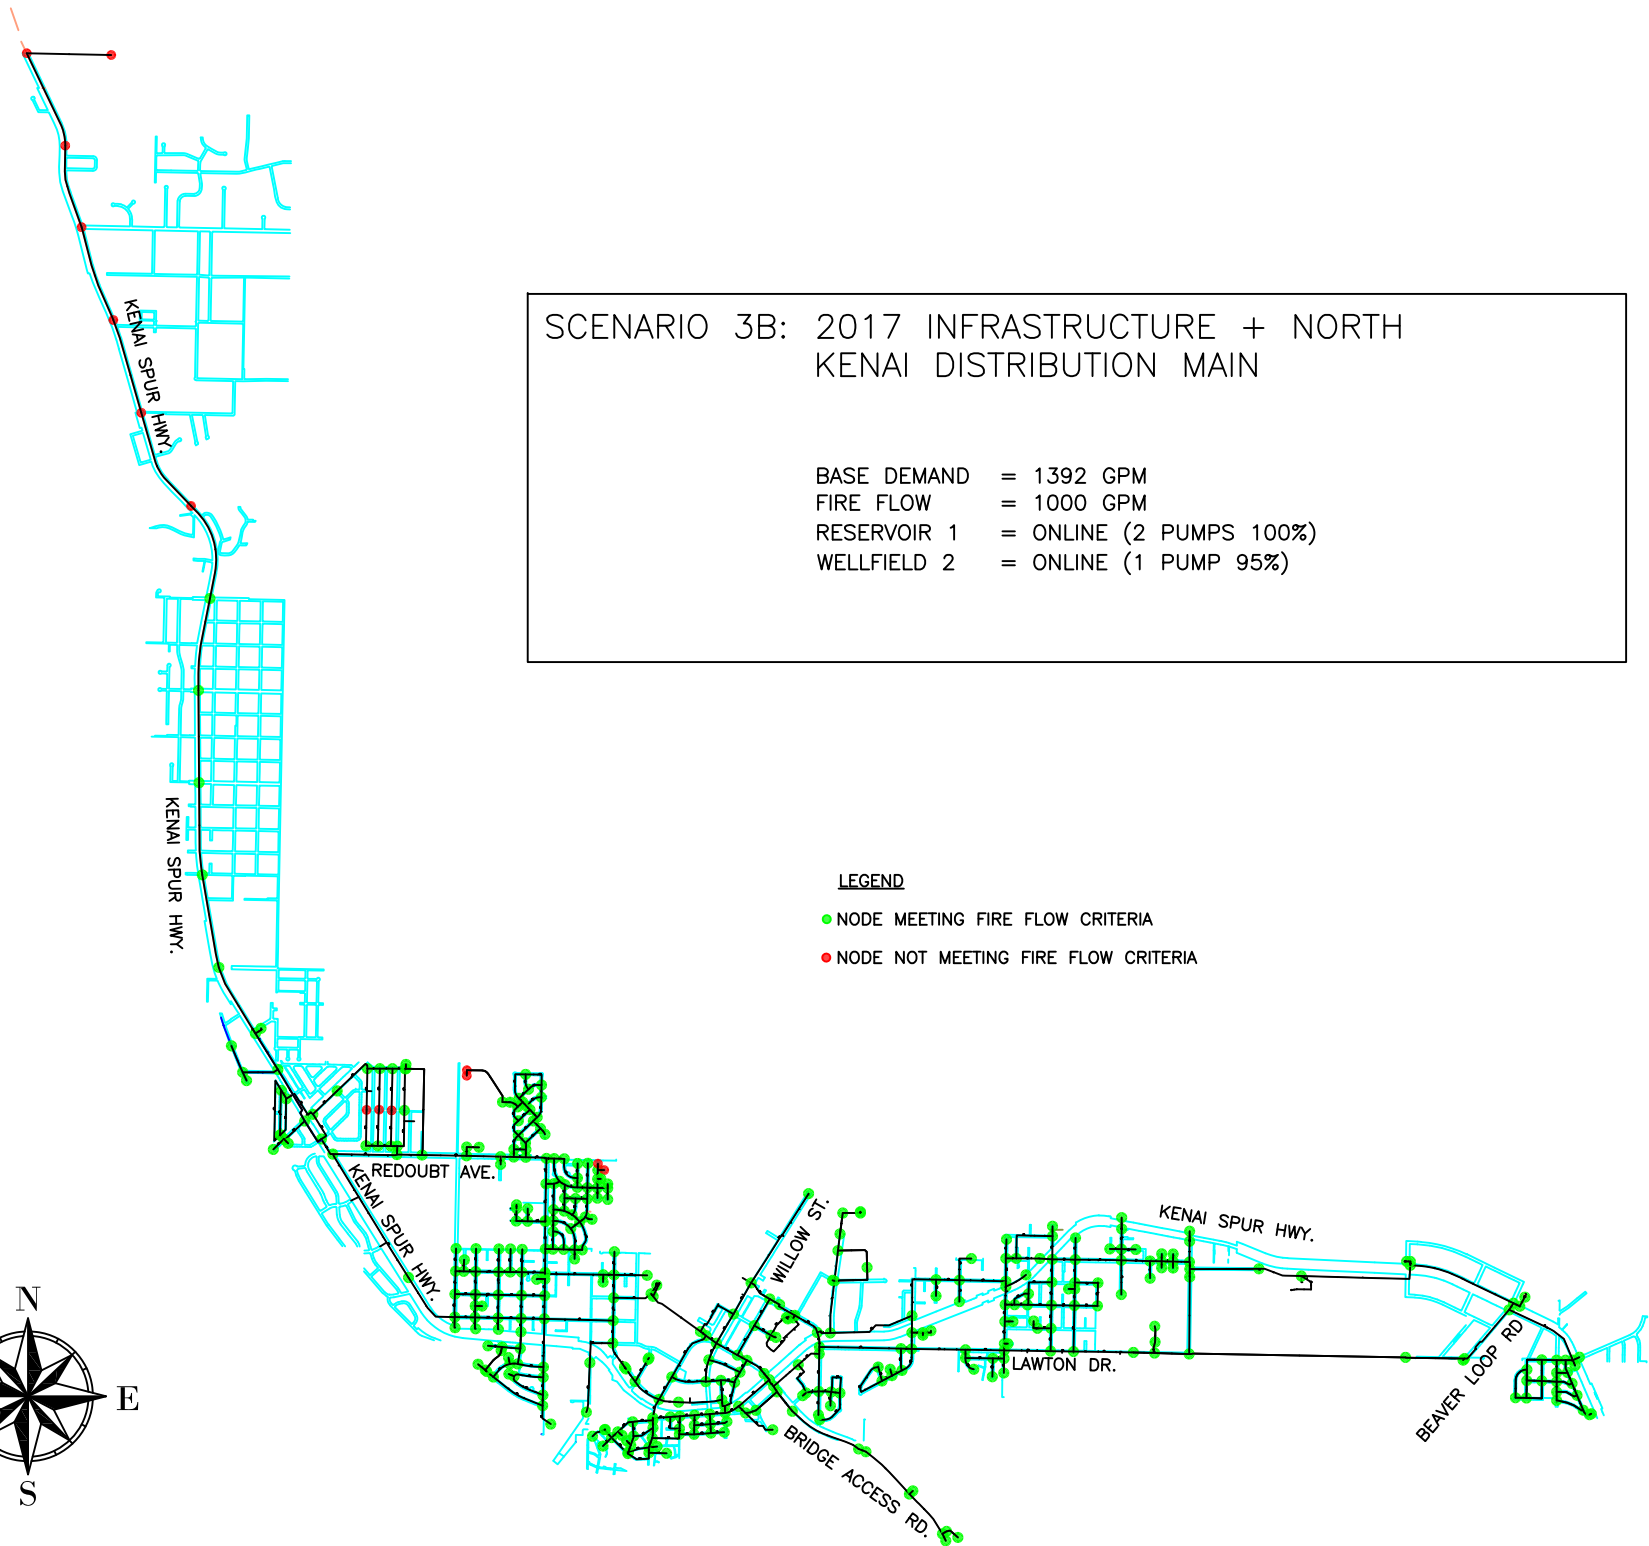 SCENARIO 3B: 2017 INFRASTRUCTURE + NORTH
KENAI DISTRIBUTION MAIN
BASE DEMAND = 1392 GPM
FIRE FLOW = 1000 GPM
RESERVOIR 1 = ONLINE (2 PUMPS 100%)
WELLFIELD 2 = ONLINE (1 PUMP 95%)
KENAI SPUR HWY.
KENAI SPUR HWY.
LEGEND
NODE MEETING FIRE FLOW CRITERIA
NODE NOT MEETING FIRE FLOW CRITERIA
REDOUBT AVE.
KENAI SPUR HWY.
WILLOW ST.
KENAI SPUR HWY.
LAWTON DR.
BEAVER LOOP RD
BRIDGE ACCESS RD.
N
E
S